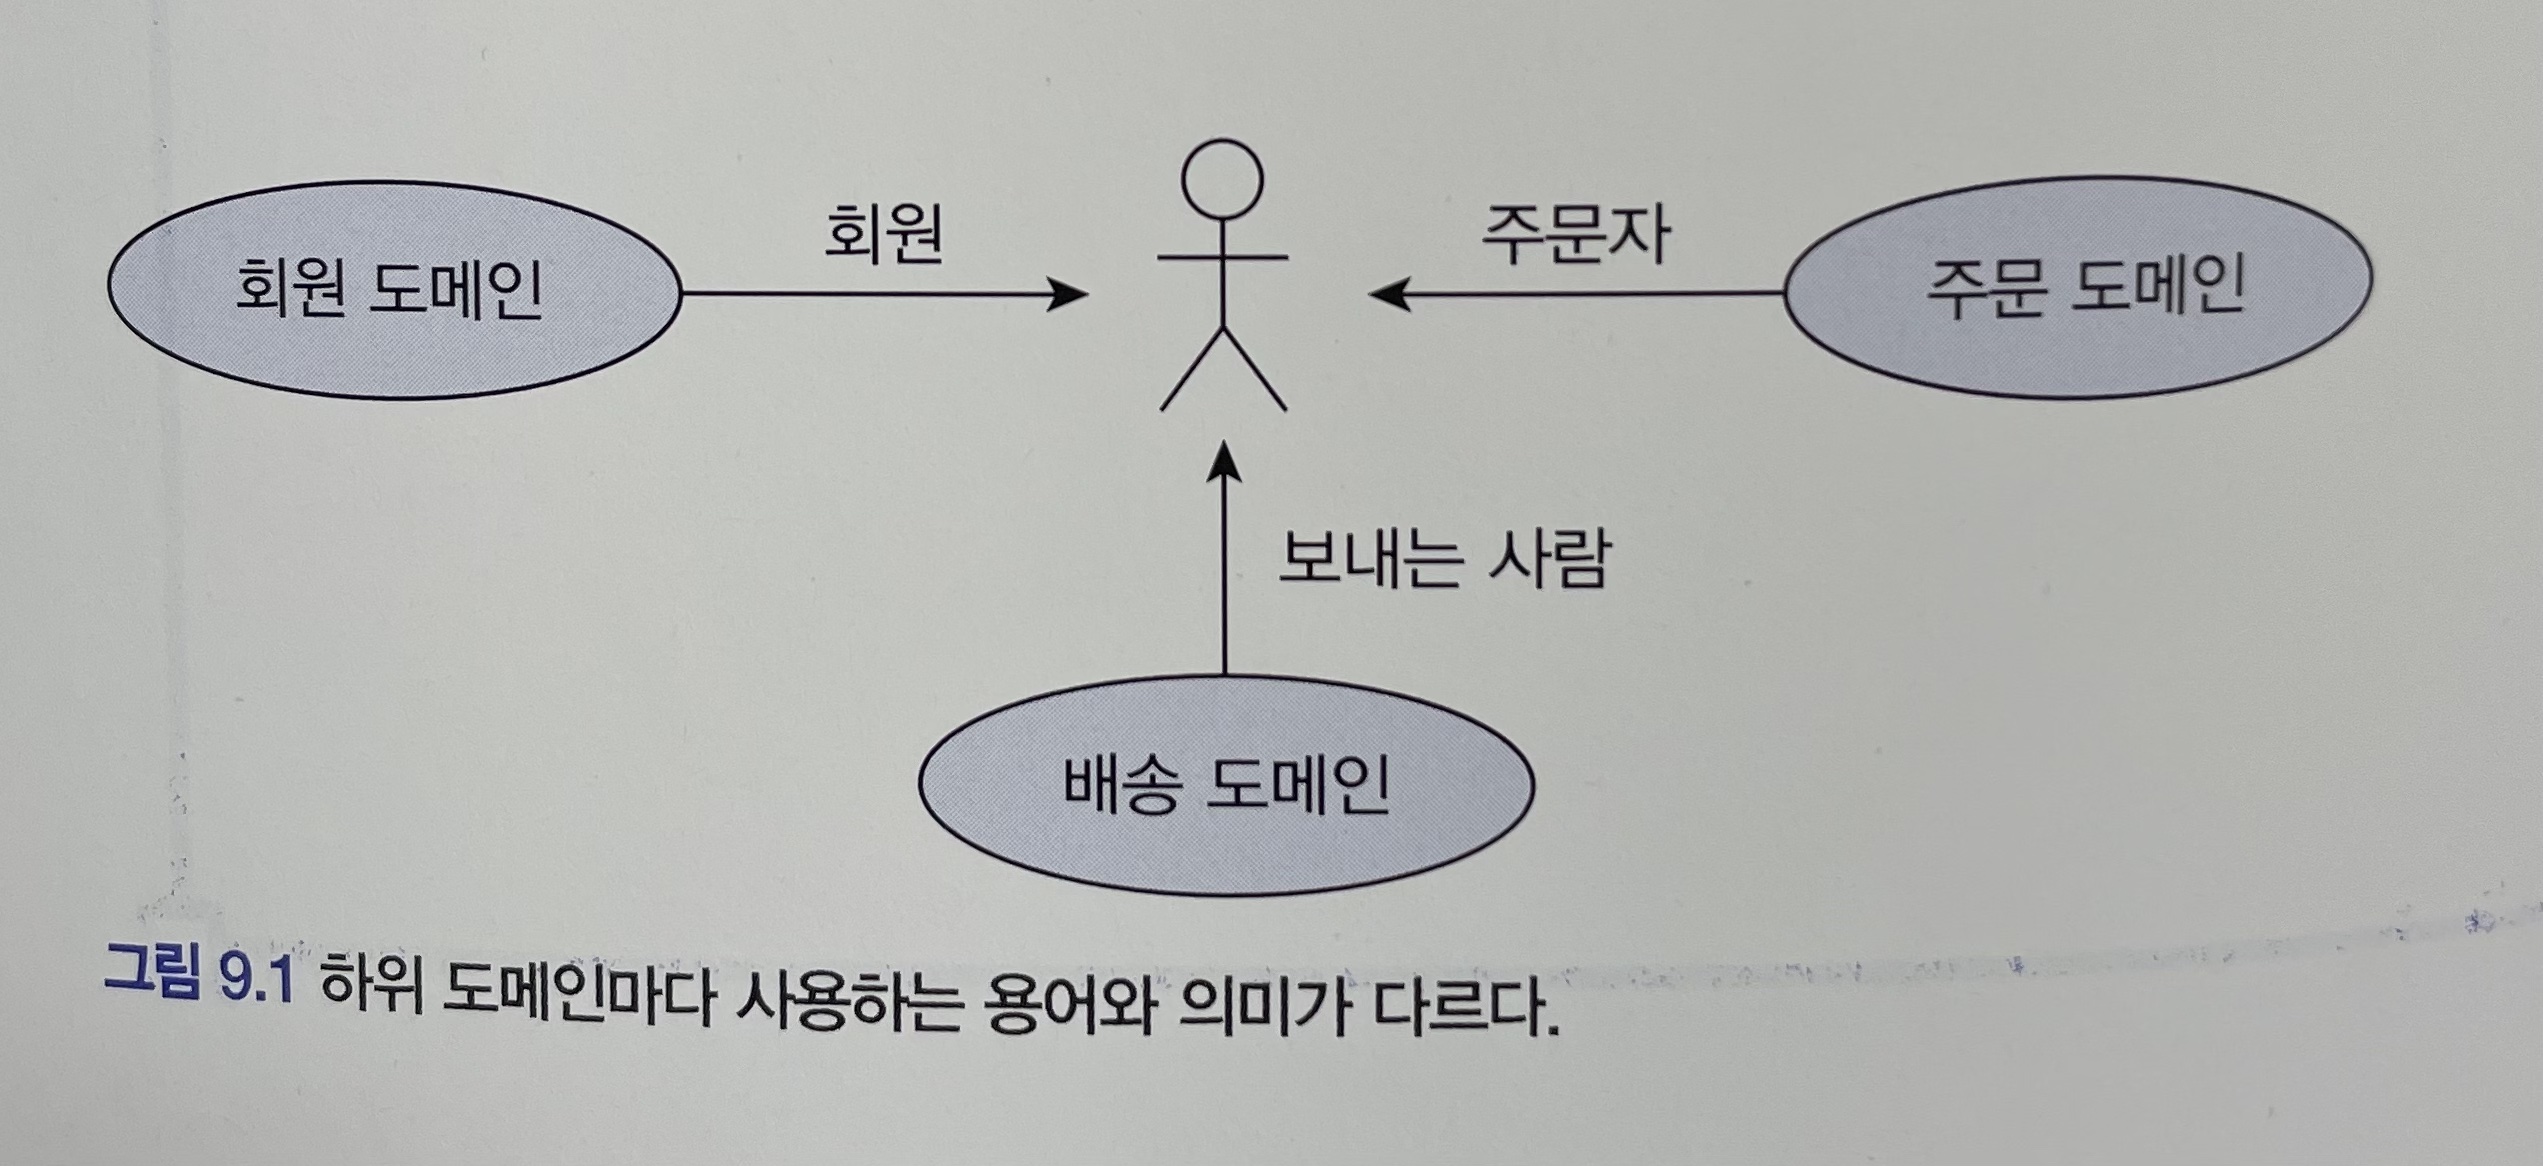 회원
주문자
회원 도메인
주문 도메인
보내는 사람
배송 도메인
그림 9.1 하위 도메인마다 사용하는 용어와 의미가 다르다.